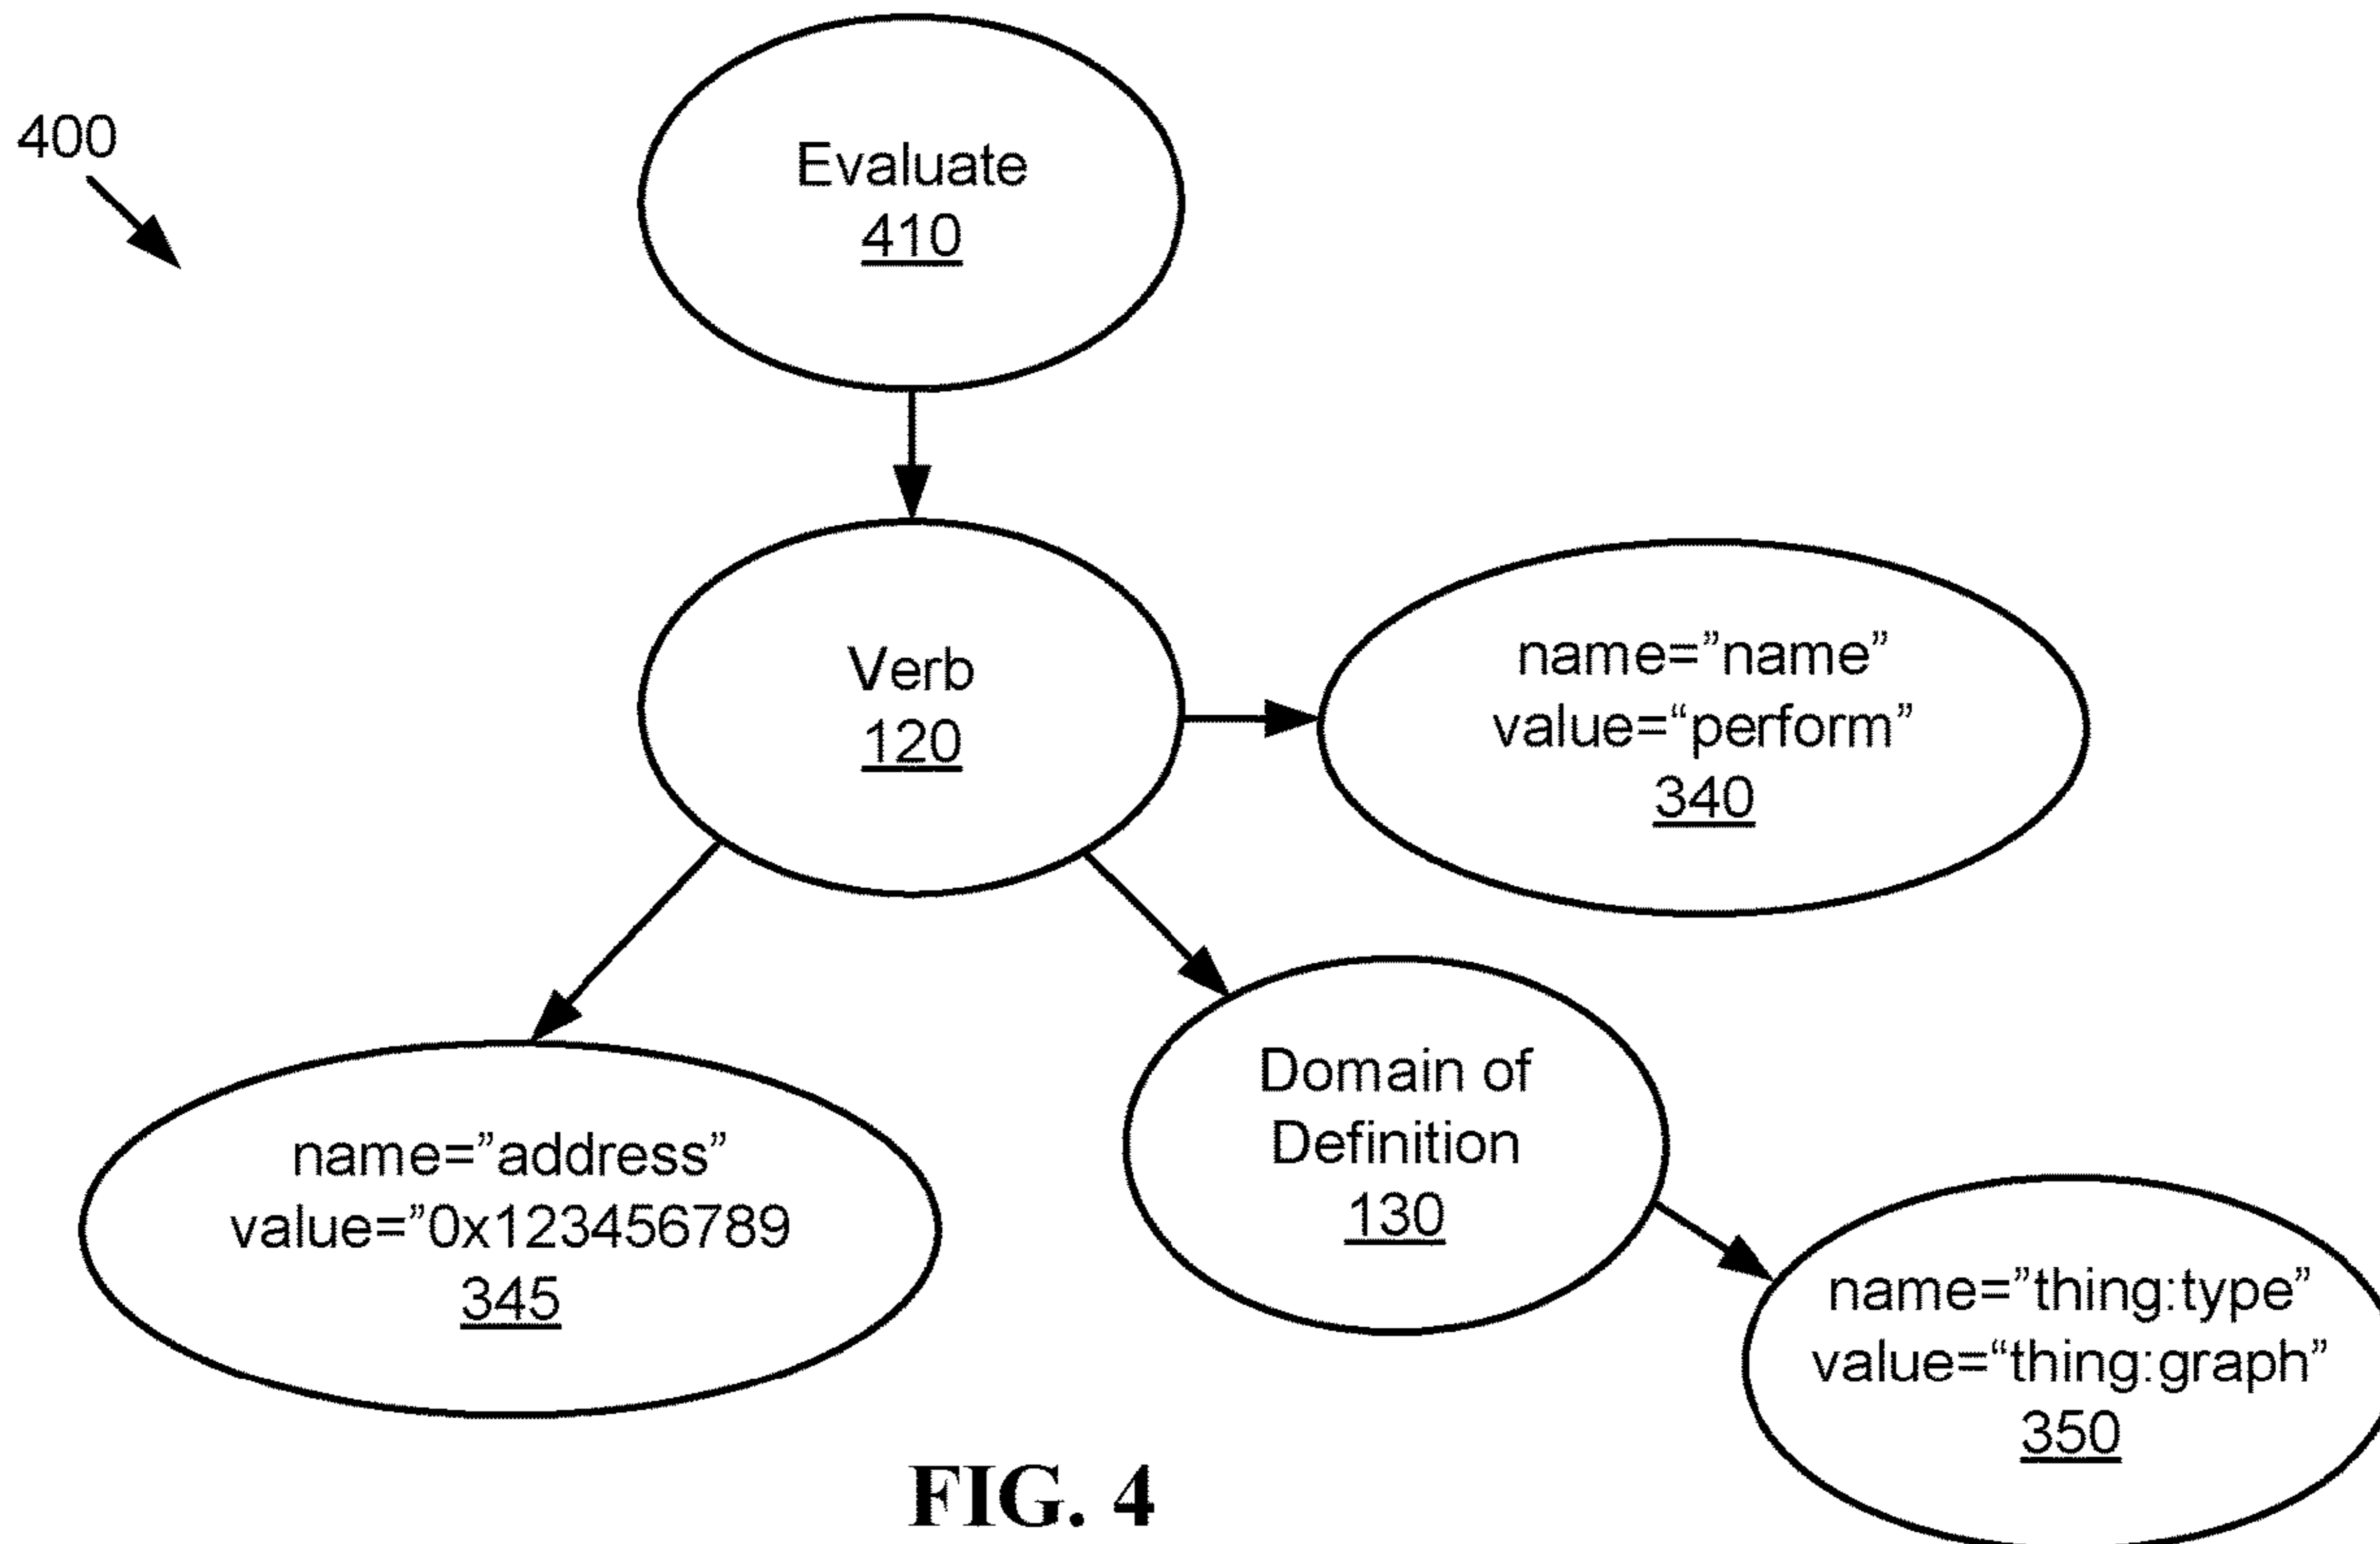 400
Evaluate
410
Verb
120
name=”name”
value=“perform”
340
name=”address”
value=”0x123456789
345
Domain of
Definition
130
name=”thing:type”
value=“thing:graph”
350
FIG. 4